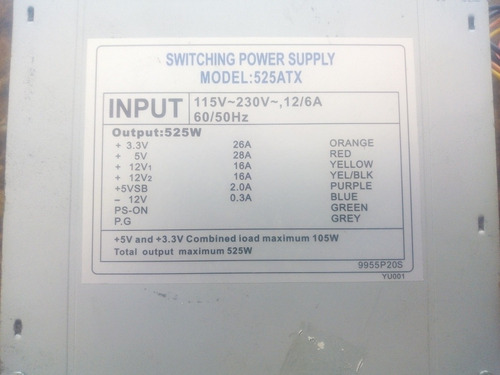 SWITCHING POWER SUPPLY
MODEL:525ATX
INPUT 115V~230V~,12/6A
60/50Hz
Output:525W
+ 3.3V 26A ORANGE
+ 5V 28A RED
+ 12V1 16A YELLOW
+ 12V2 16A YEL/BLK
+5VSB 2.0A PURPLE
– 12V 0.3A BLUE
PS-ON GREEN
P.G GREY
+5V and +3.3V Combined load maximum 105W
Total output maximum 525W
9955P20S
YU001